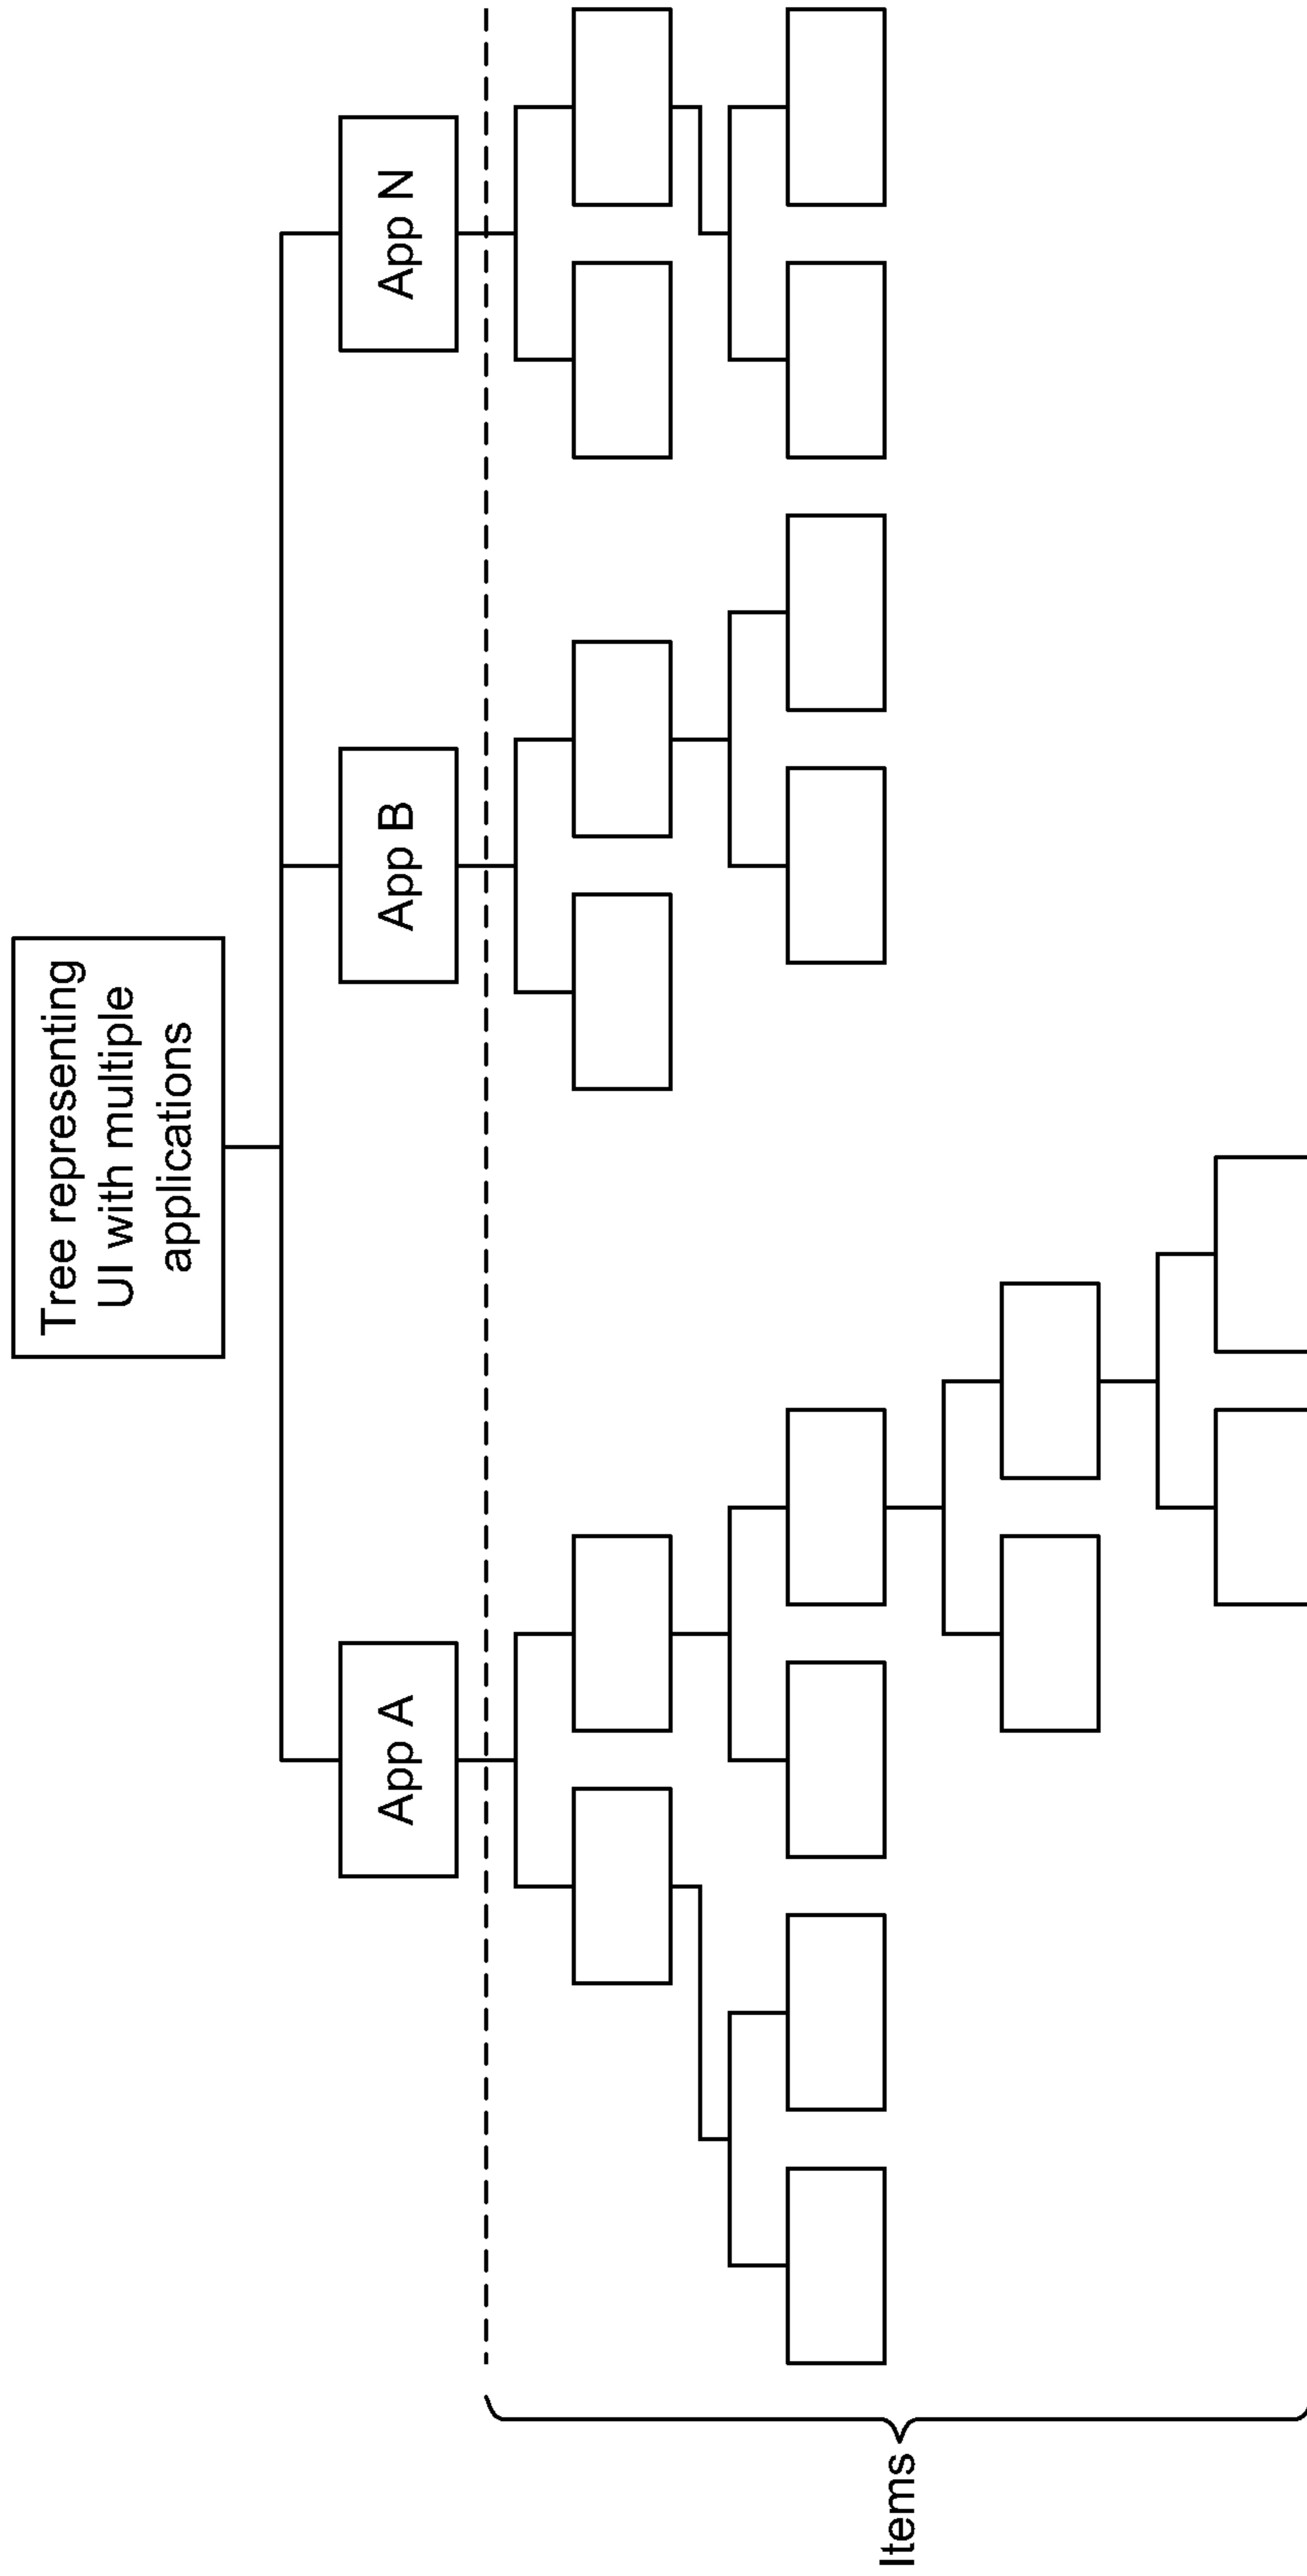 Tree representing
UI with multiple
applications
App A
App B
App N
Items